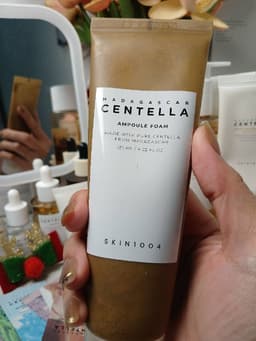 MADAGASCAR
CENTELLA
AMPOULE FOAM
MADE WITH PURE CENTELLA
FROM MADAGASCAR
SKIN1004